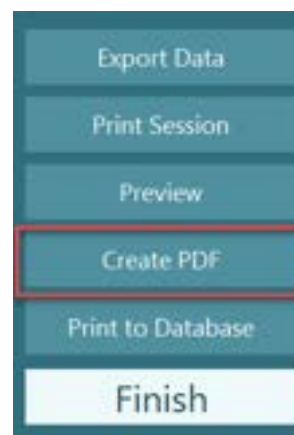 Export Data
Print Session
Preview
Create PDF
Print to Database
Finish